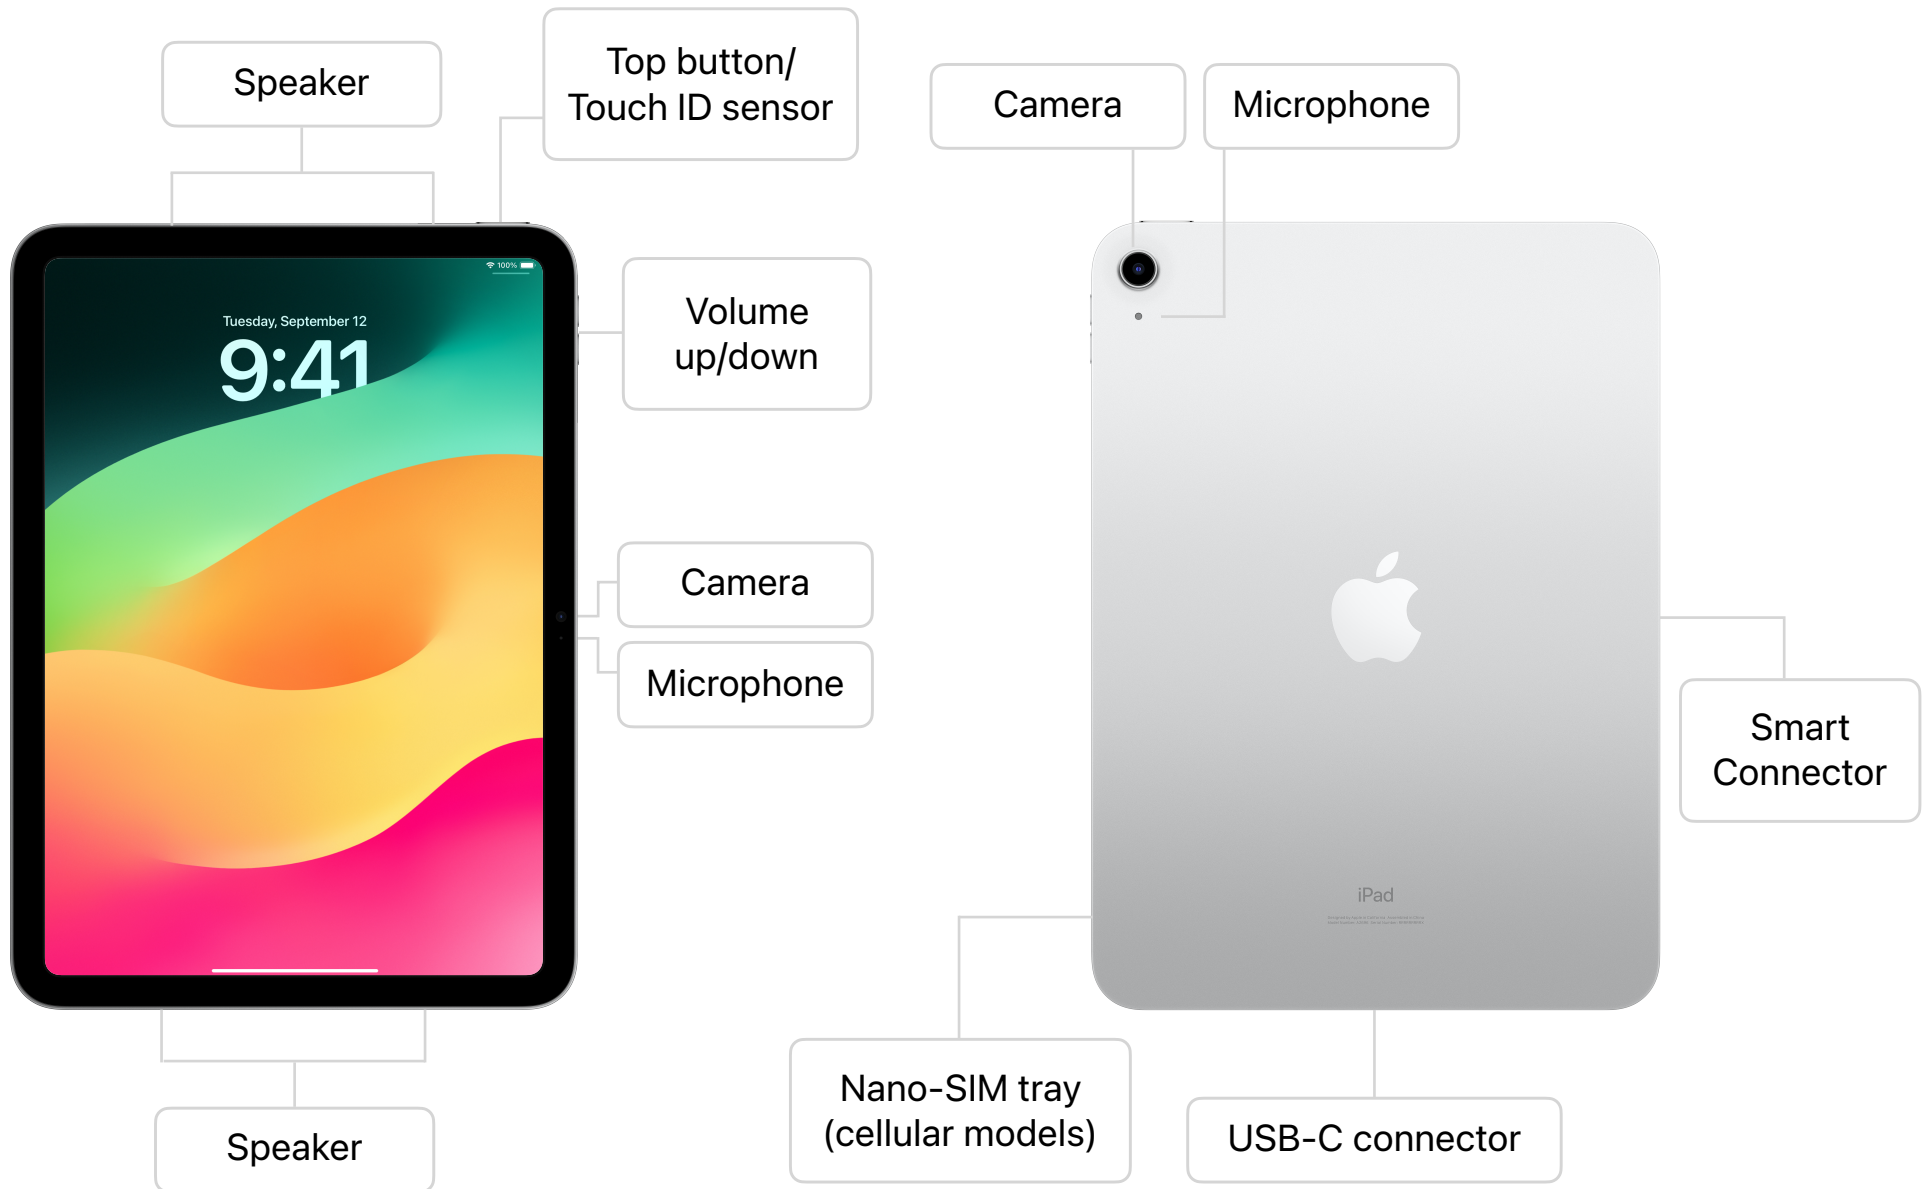 Speaker
Top button/
Touch ID sensor
Camera
Microphone
100%
Tuesday, September 12
9:41
Volume
up/down
Camera
Microphone
Smart
Connector
iPad
Nano-SIM tray
(cellular models)
USB-C connector
Speaker